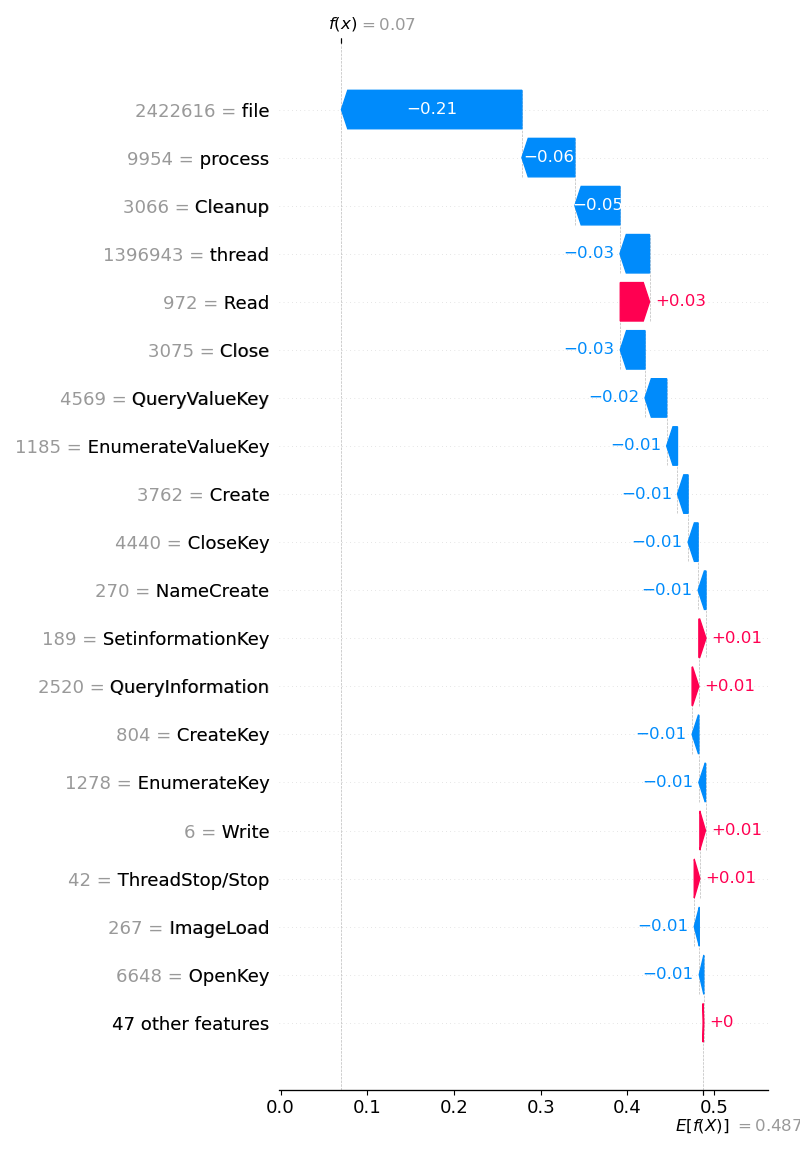 f(x) = 0.07
2422616 = file −0.21
9954 = process −0.06
3066 = Cleanup −0.05
1396943 = thread −0.03
972 = Read +0.03
3075 = Close −0.03
4569 = QueryValueKey −0.02
1185 = EnumerateValueKey −0.01
3762 = Create −0.01
4440 = CloseKey −0.01
270 = NameCreate −0.01
189 = SetinformationKey +0.01
2520 = QueryInformation +0.01
804 = CreateKey −0.01
1278 = EnumerateKey −0.01
6 = Write +0.01
42 = ThreadStop/Stop +0.01
267 = ImageLoad −0.01
6648 = OpenKey −0.01
47 other features +0
0.0 0.1 0.2 0.3 0.4 0.5
E[f(X)] = 0.487